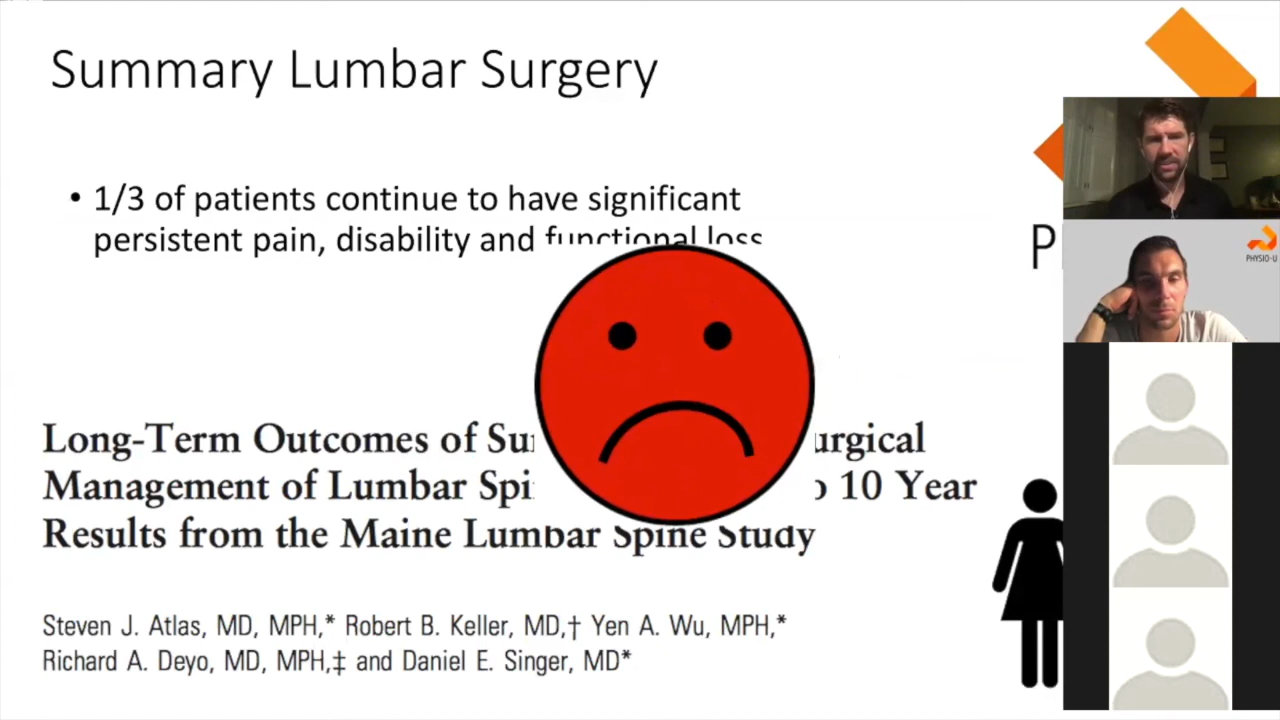 Summary Lumbar Surgery
• 1/3 of patients continue to have significant
persistent pain, disability and functional loss
P
PHYSIO-U
Long-Term Outcomes of Su urgical
Management of Lumbar Spi 10 Year
Results from the Maine Lumbar Spine Study
Steven J. Atlas, MD, MPH,* Robert B. Keller, MD,† Yen A. Wu, MPH,*
Richard A. Deyo, MD, MPH,‡ and Daniel E. Singer, MD*